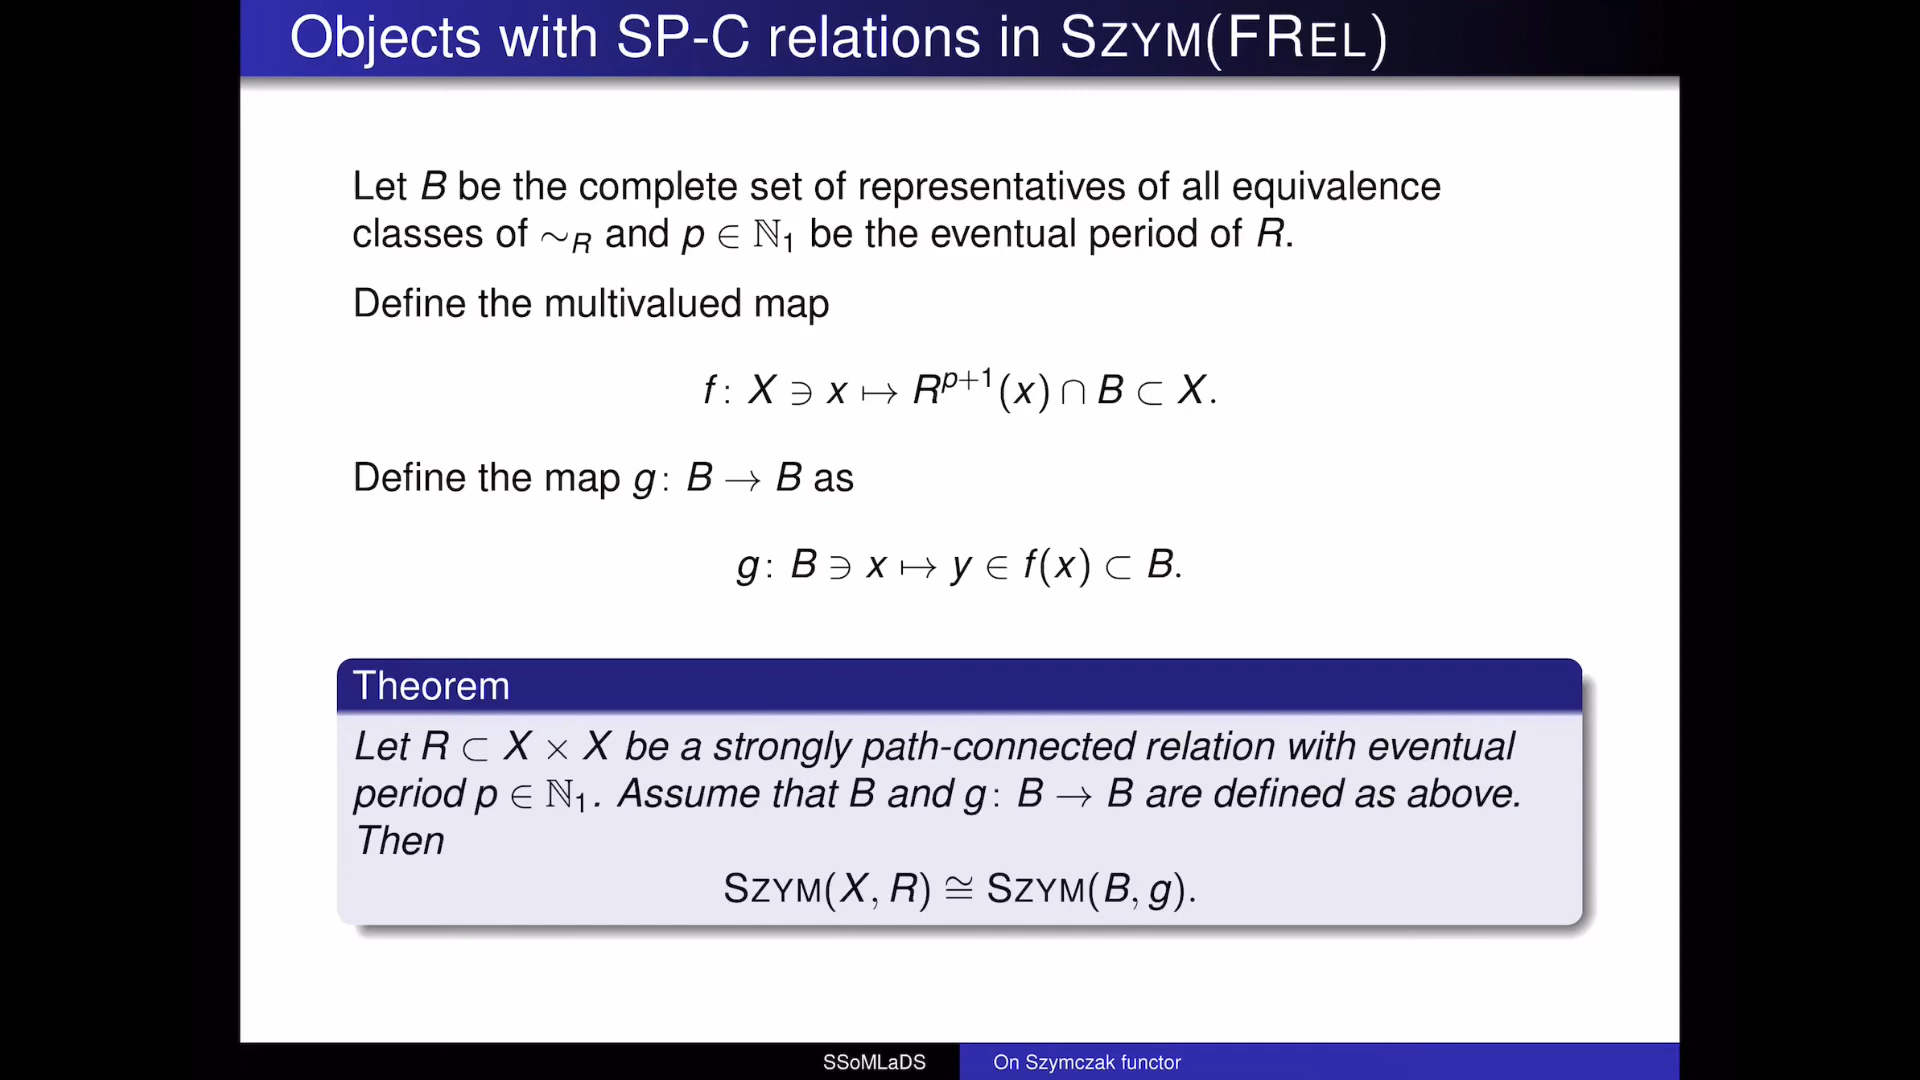 Objects with SP-C relations in SZYM(FREL)
Let B be the complete set of representatives of all equivalence
classes of ∼R and p ∈ ℕ1 be the eventual period of R.
Define the multivalued map
f: X ∋ x ↦ R^{p+1}(x) ∩ B ⊂ X.
Define the map g: B → B as
g: B ∋ x ↦ y ∈ f(x) ⊂ B.
Theorem
Let R ⊂ X × X be a strongly path-connected relation with eventual
period p ∈ ℕ1. Assume that B and g: B → B are defined as above.
Then
SZYM(X, R) ≅ SZYM(B, g).
SSoMLaDS
On Szymczak functor